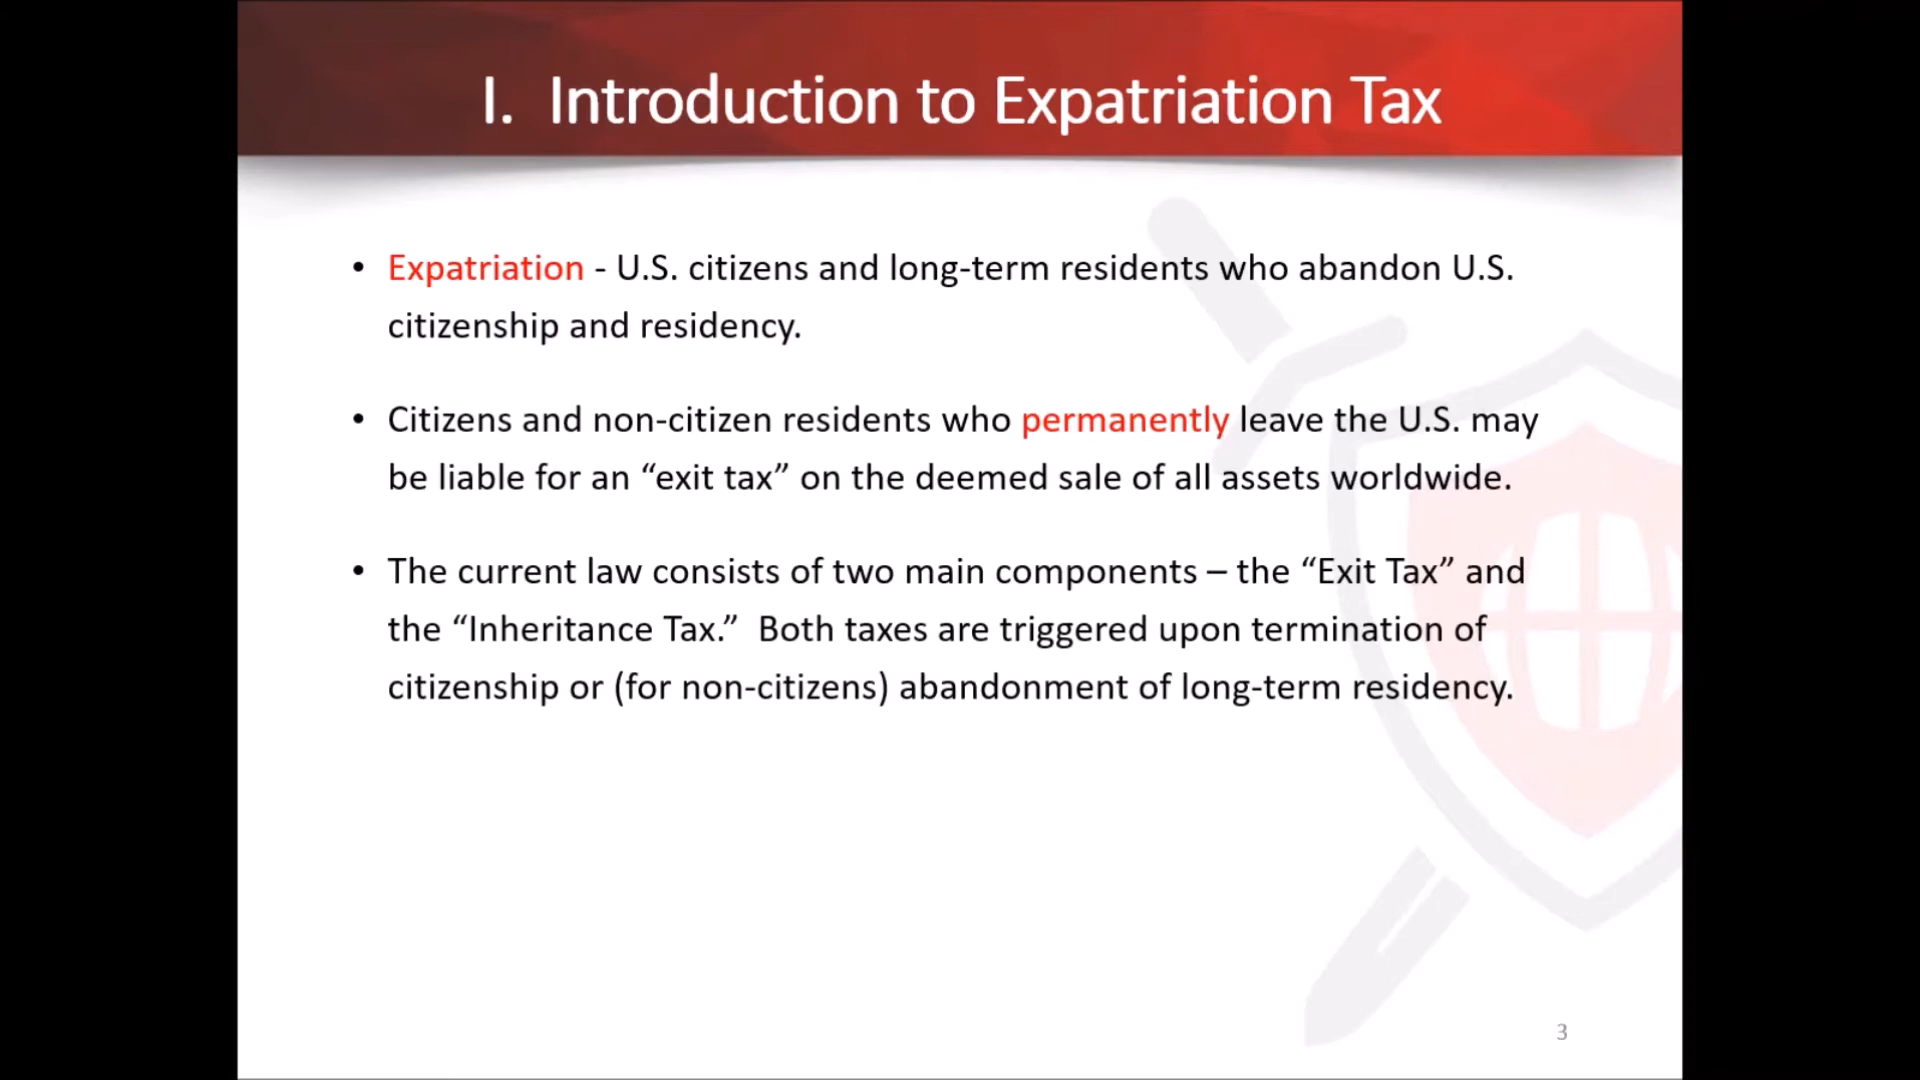 I.  Introduction to Expatriation Tax
• Expatriation - U.S. citizens and long-term residents who abandon U.S.
citizenship and residency.
• Citizens and non-citizen residents who permanently leave the U.S. may
be liable for an “exit tax” on the deemed sale of all assets worldwide.
• The current law consists of two main components – the “Exit Tax” and
the “Inheritance Tax.”  Both taxes are triggered upon termination of
citizenship or (for non-citizens) abandonment of long-term residency.
3